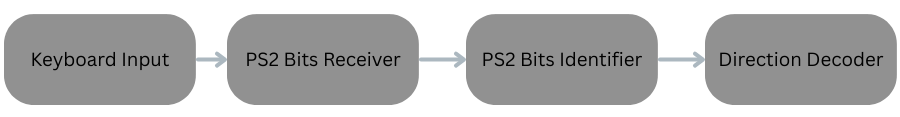 Keyboard Input
PS2 Bits Receiver
PS2 Bits Identifier
Direction Decoder